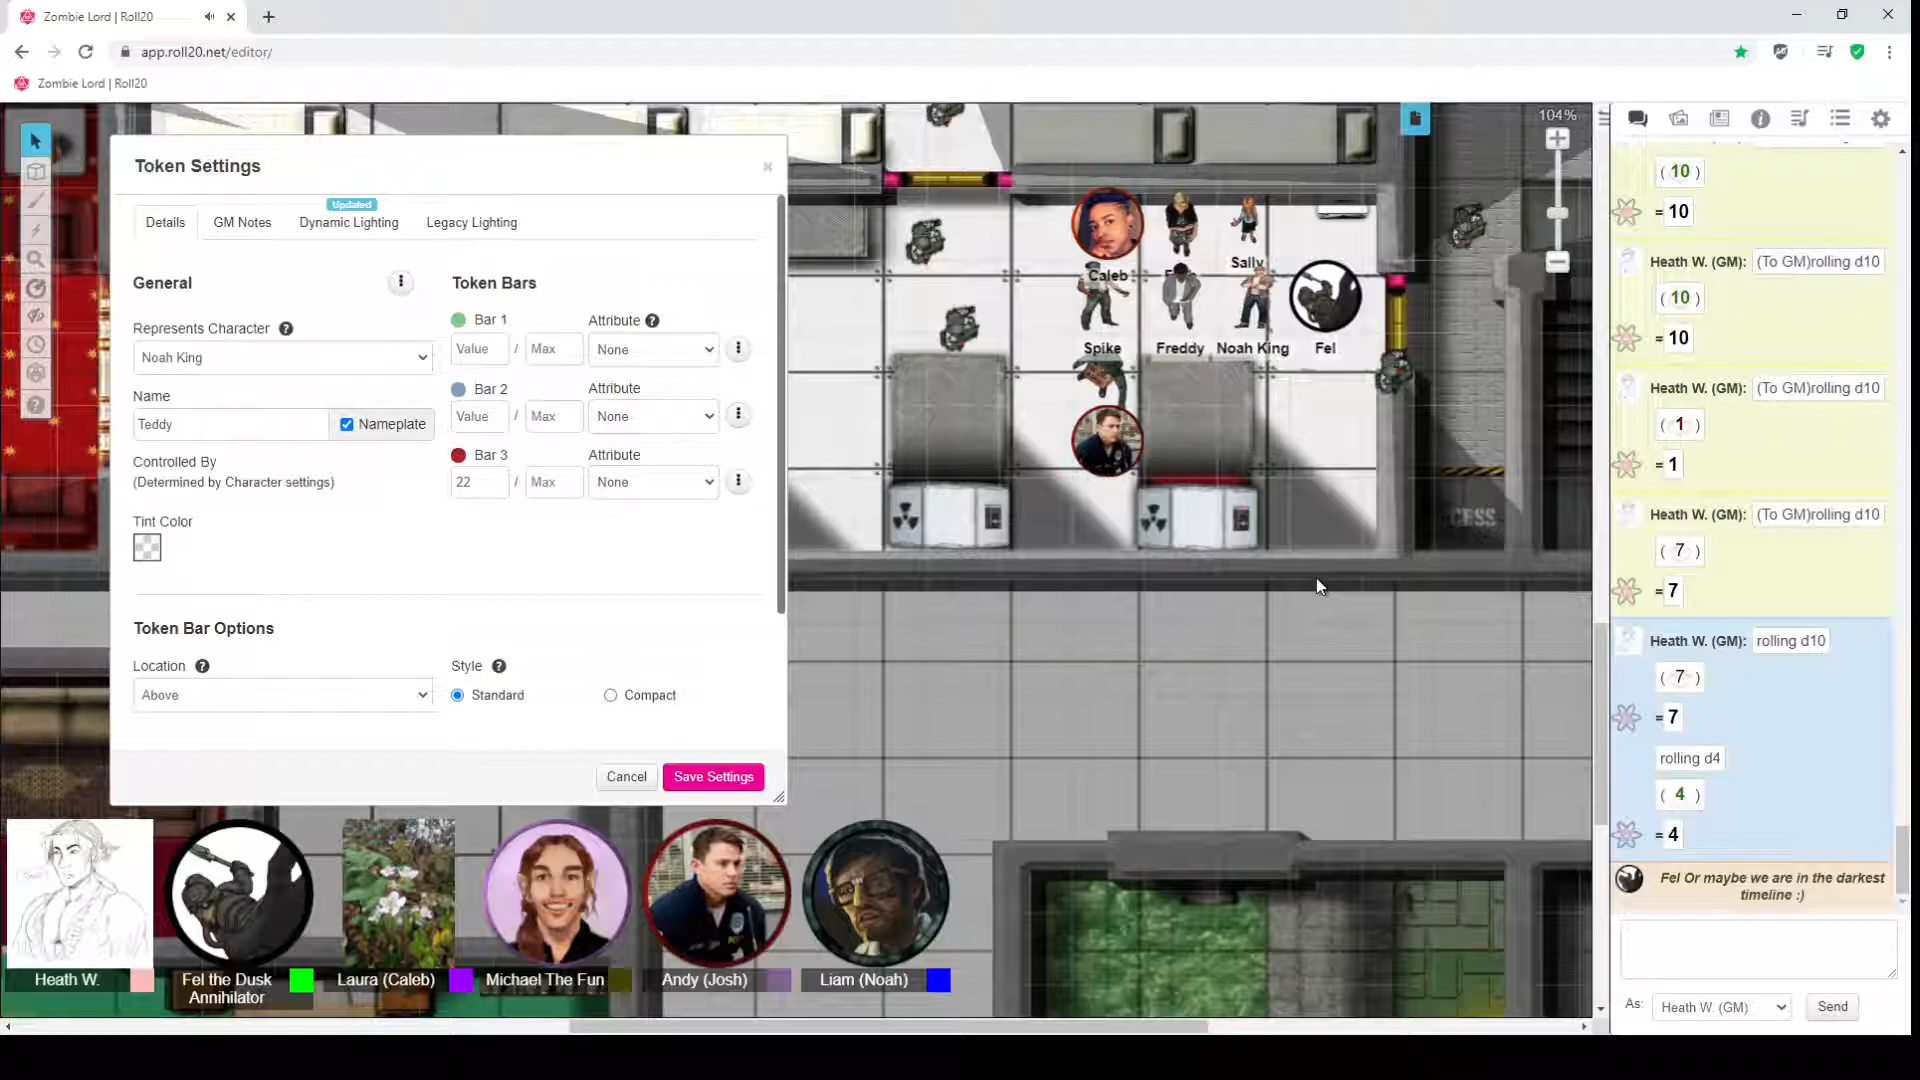 Zombie Lord | Roll20
app.roll20.net/editor/
Zombie Lord | Roll20
Token Settings
Updated
Details GM Notes Dynamic Lighting Legacy Lighting
General
Token Bars
Represents Character
Noah King
Name
Teddy
Nameplate
Controlled By
(Determined by Character settings)
Tint Color
Bar 1 Attribute
Value / Max None
Bar 2 Attribute
Value / Max None
Bar 3 Attribute
22 / Max None
Token Bar Options
Location Style
Above Standard Compact
Cancel Save Settings
104%
Caleb
Sally
Spike Freddy Noah King Fel
(10)
= 10
Heath W. (GM): (To GM)rolling d10
(10)
= 10
Heath W. (GM): (To GM)rolling d10
(1)
= 1
Heath W. (GM): (To GM)rolling d10
(7)
= 7
Heath W. (GM): rolling d10
(7)
= 7
rolling d4
(4)
= 4
Fel Or maybe we are in the darkest
timeline :)
As: Heath W. (GM) Send
Heath W.
Fel the Dusk
Annihilator
Laura (Caleb)
Michael The Fun
Andy (Josh)
Liam (Noah)